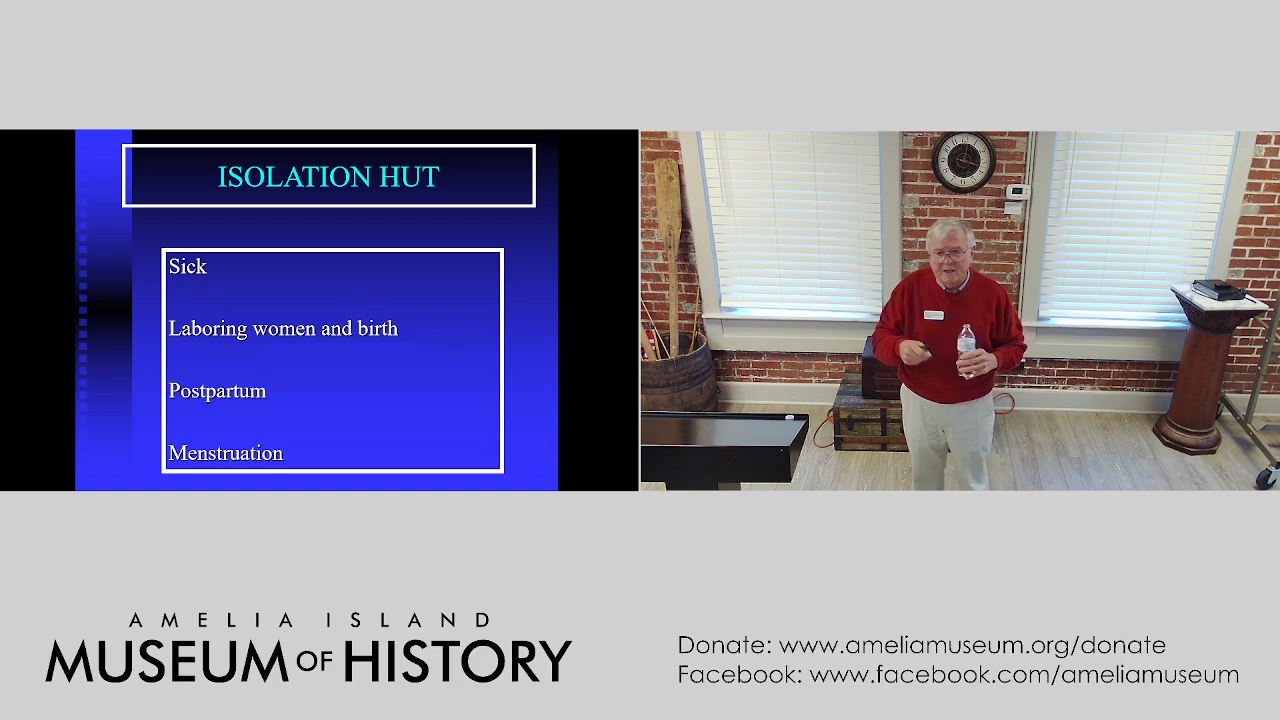 ISOLATION HUT
Sick
Laboring women and birth
Postpartum
Menstruation
AMELIA ISLAND
MUSEUM OF HISTORY
Donate: www.ameliamuseum.org/donate
Facebook: www.facebook.com/ameliamuseum